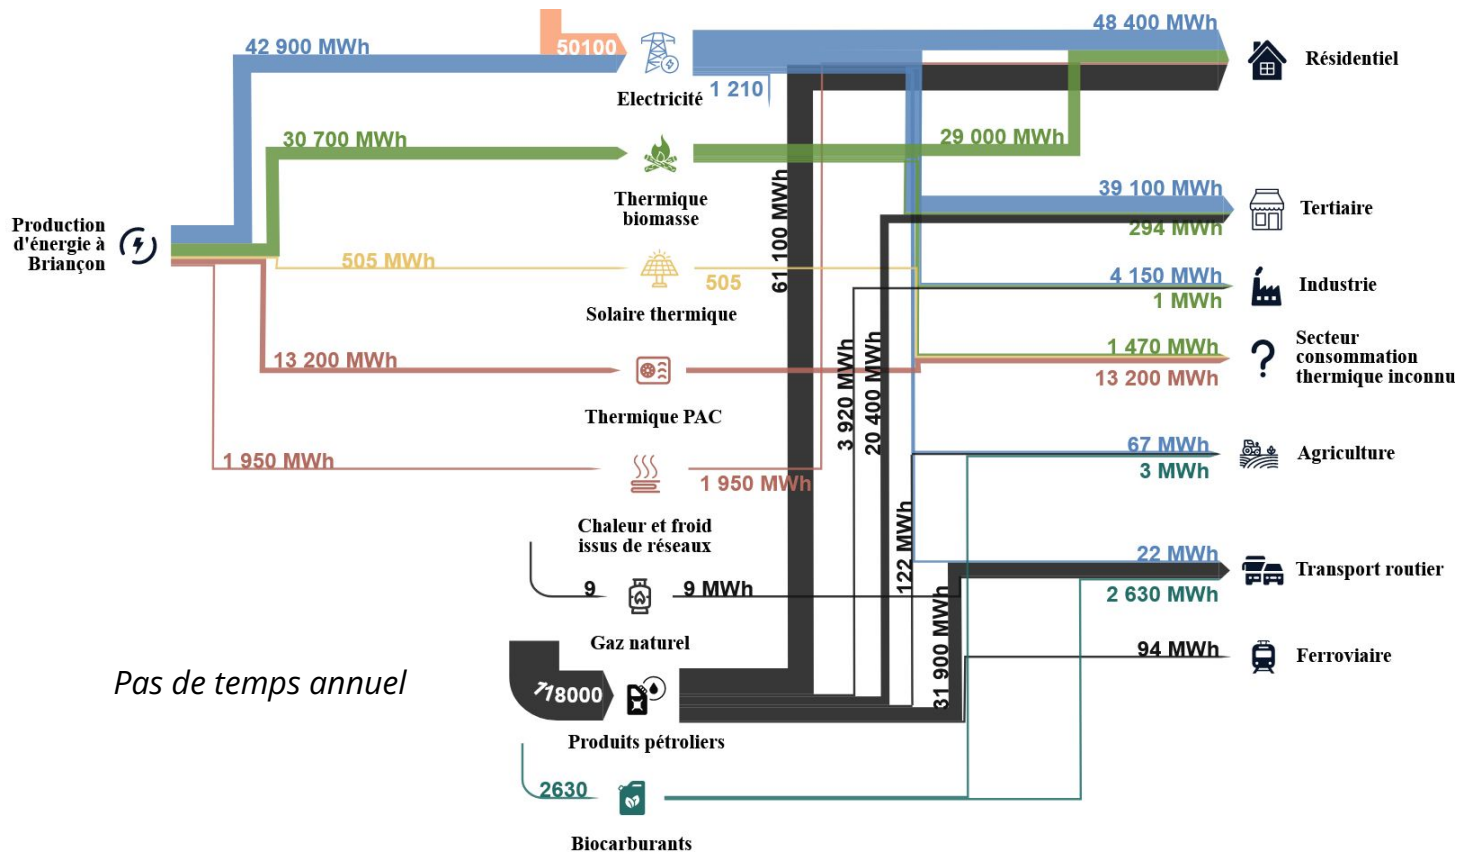 42 900 MWh
50100
48 400 MWh
Résidentiel
1 210
Electricité
30 700 MWh
29 000 MWh
Thermique
biomasse
61 100 MWh
39 100 MWh
Tertiaire
294 MWh
Production
d'énergie à
Briançon
505 MWh
505
Solaire thermique
4 150 MWh
Industrie
1 MWh
13 200 MWh
Thermique PAC
3 920 MWh
20 400 MWh
1 470 MWh
13 200 MWh
Secteur
consommation
thermique inconnu
1 950 MWh
1 950 MWh
Chaleur et froid
issus de réseaux
67 MWh
3 MWh
Agriculture
122 MWh
9
9 MWh
Gaz naturel
22 MWh
2 630 MWh
Transport routier
31 900 MWh
94 MWh
Ferroviaire
Pas de temps annuel
118000
Produits pétroliers
2630
Biocarburants